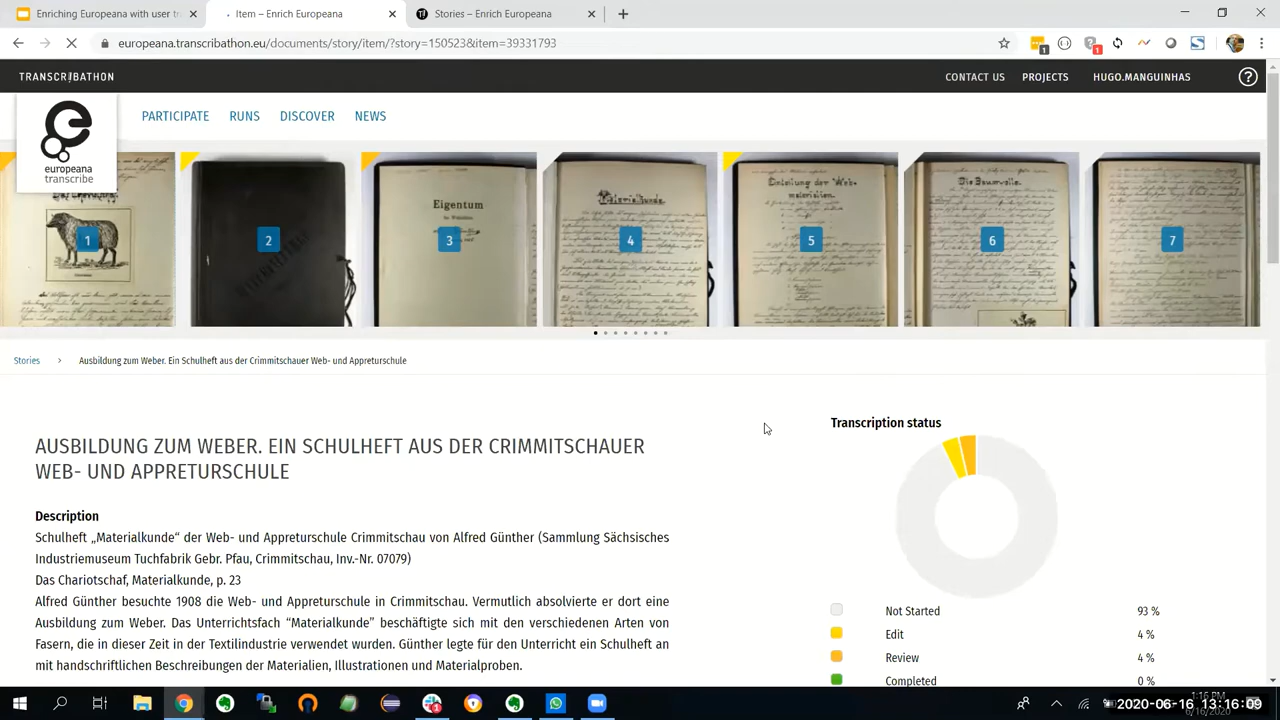 Enriching Europeana with user tr
Item – Enrich Europeana
Stories – Enrich Europeana
europeana.transcribathon.eu/documents/story/item/?story=150523&item=39331793
TRANSCRIBATHON
CONTACT US
PROJECTS
HUGO.MANGUINHAS
europeana
transcribe
PARTICIPATE
RUNS
DISCOVER
NEWS
1
2
3
4
5
6
7
Eigentum
Materialkunde.
Einteilung der Web-
materialien.
Die Baumwolle.
Stories > Ausbildung zum Weber. Ein Schulheft aus der Crimmitschauer Web- und Appreturschule
AUSBILDUNG ZUM WEBER. EIN SCHULHEFT AUS DER CRIMMITSCHAUER
WEB- UND APPRETURSCHULE
Description
Schulheft „Materialkunde“ der Web- und Appreturschule Crimmitschau von Alfred Günther (Sammlung Sächsisches
Industriemuseum Tuchfabrik Gebr. Pfau, Crimmitschau, Inv.-Nr. 07079)
Das Chariotschaf, Materialkunde, p. 23
Alfred Günther besuchte 1908 die Web- und Appreturschule in Crimmitschau. Vermutlich absolvierte er dort eine
Ausbildung zum Weber. Das Unterrichtsfach “Materialkunde” beschäftigte sich mit den verschiedenen Arten von
Fasern, die in dieser Zeit in der Textilindustrie verwendet wurden. Günther legte für den Unterricht ein Schulheft an
mit handschriftlichen Beschreibungen der Materialien, Illustrationen und Materialproben.
Transcription status
Not Started 93 %
Edit 4 %
Review 4 %
Completed 0 %
1:16 PM
2020-06-16 13:16:09
6/16/2020